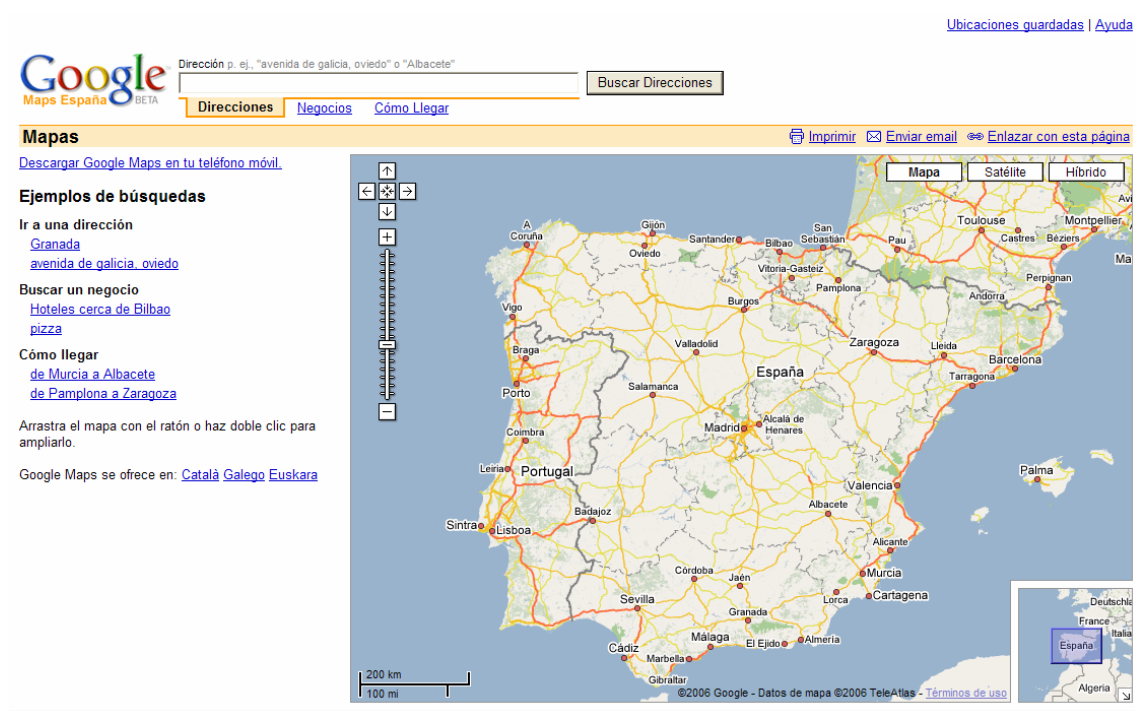 Ubicaciones guardadas | Ayuda
Google
Maps España BETA
Dirección p. ej., "avenida de galicia, oviedo" o "Albacete"
Buscar Direcciones
Direcciones Negocios Cómo Llegar
Mapas
Imprimir Enviar email Enlazar con esta página
Descargar Google Maps en tu teléfono móvil.
Ejemplos de búsquedas
Ir a una dirección
Granada
avenida de galicia, oviedo
Buscar un negocio
Hoteles cerca de Bilbao
pizza
Cómo llegar
de Murcia a Albacete
de Pamplona a Zaragoza
Arrastra el mapa con el ratón o haz doble clic para
ampliarlo.
Google Maps se ofrece en: Català Galego Euskara
Mapa Satélite Híbrido
Avi
A
Coruña
Gijón
Oviedo
Santander
Bilbao
San
Sebastián
Pau
Toulouse
Castres
Béziers
Montpellier
Ma
Vitoria-Gasteiz
Pamplona
Perpignan
Andorra
Vigo
Burgos
Braga
Valladolid
Zaragoza
Lleida
Barcelona
Tarragona
España
Porto
Salamanca
Madrid
Alcalá de
Henares
Coimbra
Leiria
Portugal
Palma
Valencia
Albacete
Badajoz
Sintra
Lisboa
Alicante
Córdoba
Jaén
Murcia
Lorca
Cartagena
Sevilla
Granada
Málaga
El Ejido
Almería
Cádiz
Marbella
Gibraltar
200 km
100 mi
©2006 Google - Datos de mapa ©2006 TeleAtlas - Términos de uso
Deutschla
France
Italia
España
Algeria